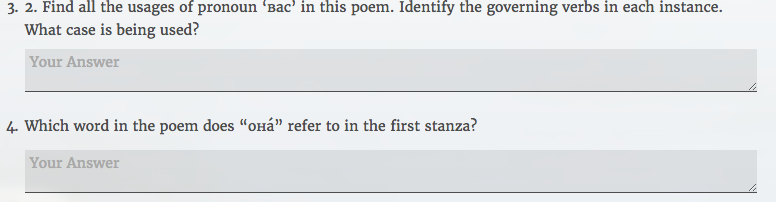 3. 2. Find all the usages of pronoun ‘вас’ in this poem. Identify the governing verbs in each instance.
What case is being used?
Your Answer
4. Which word in the poem does “она́” refer to in the first stanza?
Your Answer